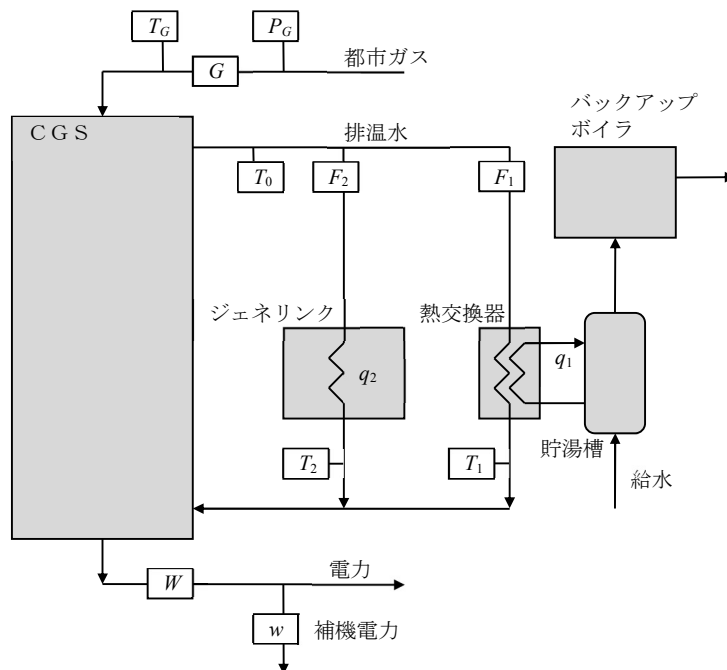 T_G
P_G
G
都市ガス
CGS
排温水
バックアップ
ボイラ
T_0
F_2
F_1
ジェネリンク
熱交換器
q_2
q_1
T_2
T_1
貯湯槽
給水
W
電力
w
補機電力